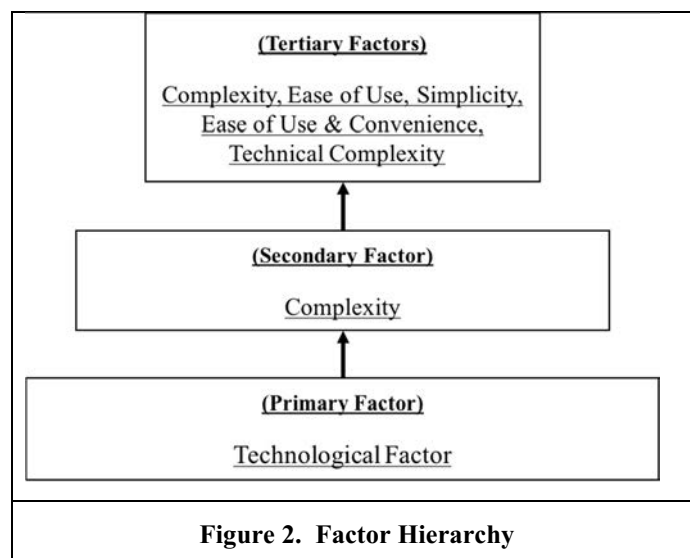 (Tertiary Factors)
Complexity, Ease of Use, Simplicity,
Ease of Use & Convenience,
Technical Complexity
(Secondary Factor)
Complexity
(Primary Factor)
Technological Factor
Figure 2. Factor Hierarchy